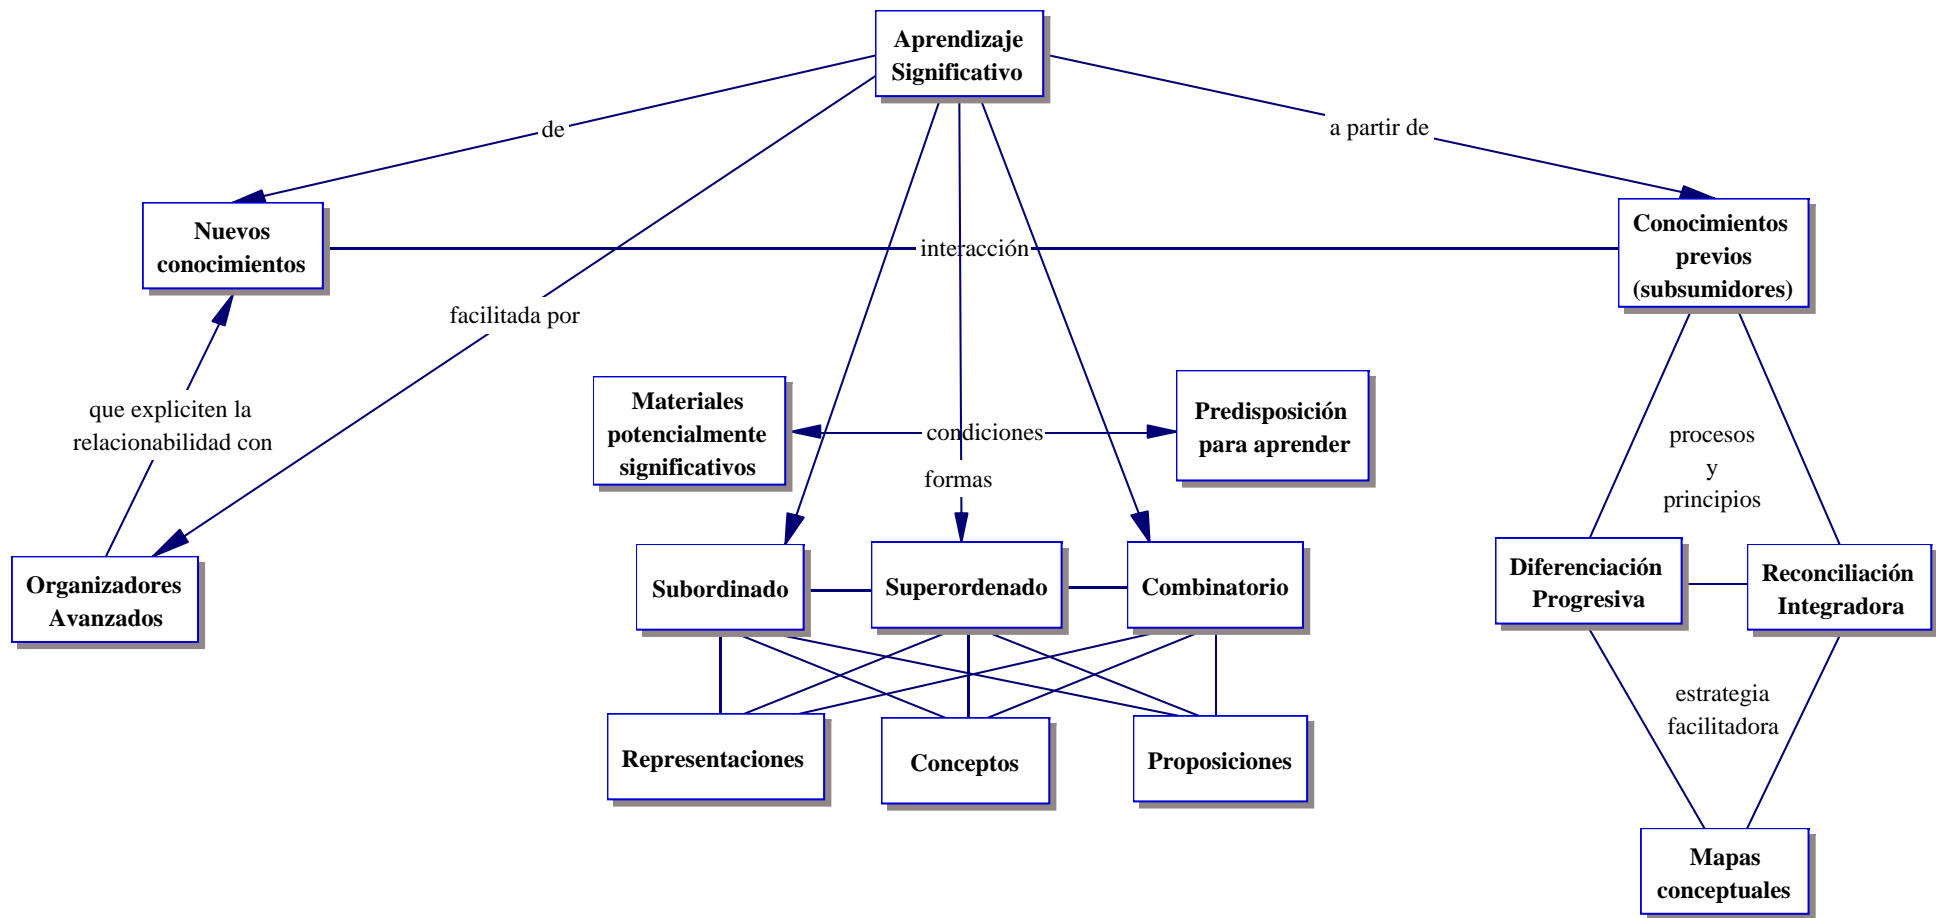 Aprendizaje
Significativo
de
a partir de
Nuevos
conocimientos
interacción
Conocimientos
previos
(subsumidores)
facilitada por
que expliciten la
relacionabilidad con
Materiales
potencialmente
significativos
condiciones
Predisposición
para aprender
formas
procesos
y
principios
Organizadores
Avanzados
Subordinado
Superordenado
Combinatorio
Diferenciación
Progresiva
Reconciliación
Integradora
Representaciones
Conceptos
Proposiciones
estrategia
facilitadora
Mapas
conceptuales